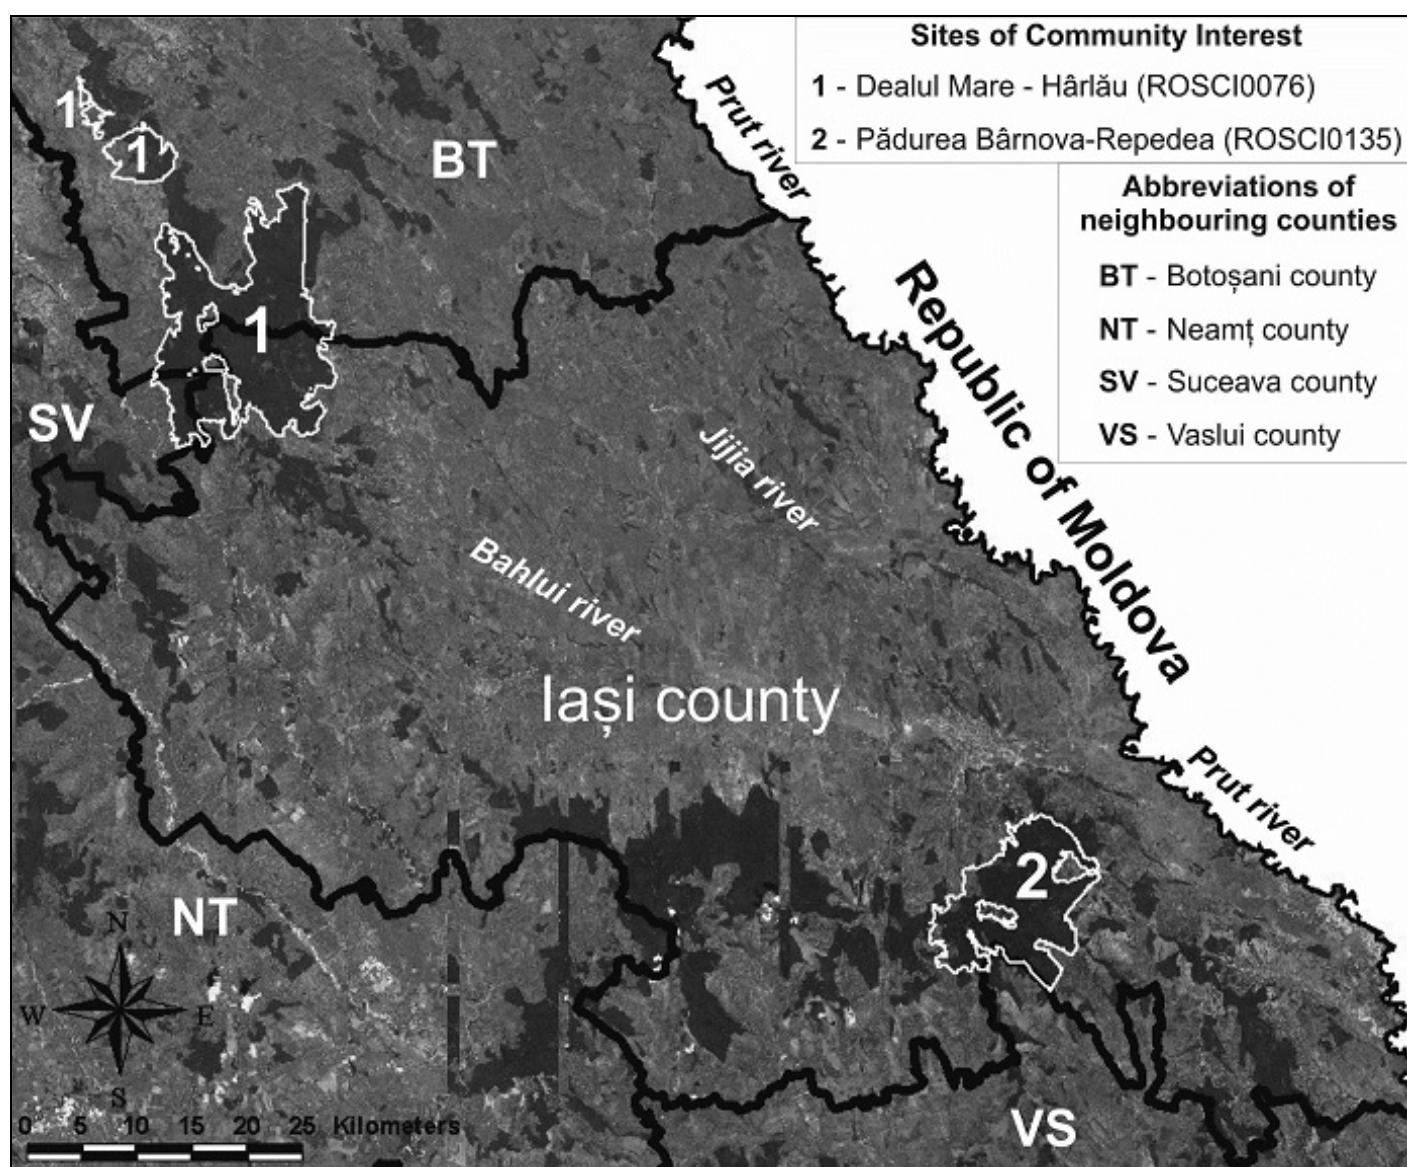 Sites of Community Interest
1 - Dealul Mare - Hârlău (ROSCI0076)
2 - Pădurea Bârnova-Repedea (ROSCI0135)
Abbreviations of
neighbouring counties
BT - Botoșani county
NT - Neamț county
SV - Suceava county
VS - Vaslui county
Prut river
1
1
BT
Republic of Moldova
1
SV
Jijia river
Bahlui river
Iași county
Prut river
2
NT
N
W E
S
VS
0 5 10 15 20 25 Kilometers